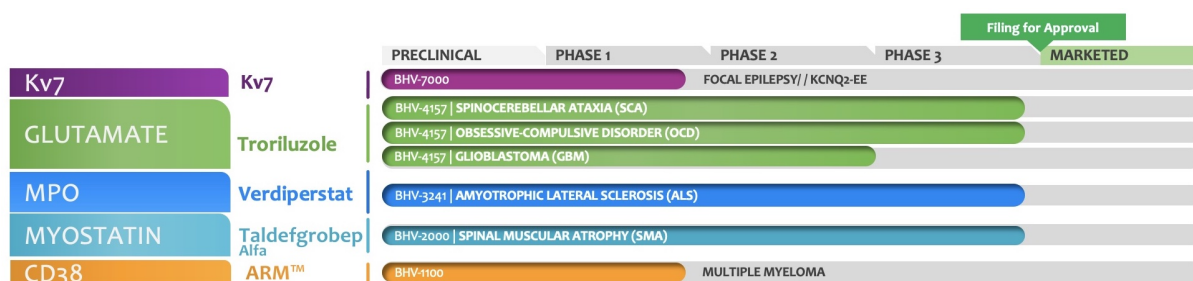 Filing for Approval
PRECLINICAL PHASE 1 PHASE 2 PHASE 3 MARKETED
Kv7 Kv7 BHV-7000 FOCAL EPILEPSY// KCNQ2-EE
BHV-4157 | SPINOCEREBELLAR ATAXIA (SCA)
GLUTAMATE Troriluzole BHV-4157 | OBSESSIVE-COMPULSIVE DISORDER (OCD)
BHV-4157 | GLIOBLASTOMA (GBM)
MPO Verdiperstat BHV-3241 | AMYOTROPHIC LATERAL SCLEROSIS (ALS)
MYOSTATIN Taldefgrobep BHV-2000 | SPINAL MUSCULAR ATROPHY (SMA)
Alfa
CD38 ARM™ BHV-1100 MULTIPLE MYELOMA